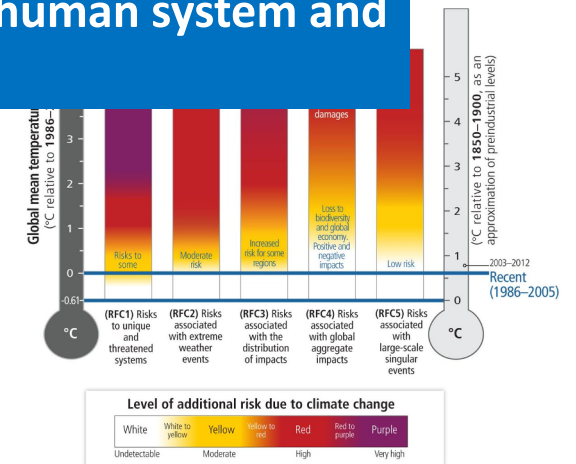 human system and
Global mean temperatur
(°C relative to 1986–
3
2
1
0
-0.61
°C
damages
Risks to
some
Moderate
risk
Increased
risk for some
regions
Loss to
biodiversity
and global
economy.
Positive and
negative
impacts
Low risk
5
4
3
2
1
0
°C
(°C relative to 1850–1900, as an
approximation of preindustrial levels)
2003–2012
Recent
(1986–2005)
(RFC1) Risks
to unique
and
threatened
systems
(RFC2) Risks
associated
with extreme
weather
events
(RFC3) Risks
associated
with the
distribution
of impacts
(RFC4) Risks
associated
with global
aggregate
impacts
(RFC5) Risks
associated
with
large-scale
singular
events
Level of additional risk due to climate change
White
White to
yellow
Yellow
Yellow to
red
Red
Red to
purple
Purple
Undetectable
Moderate
High
Very high